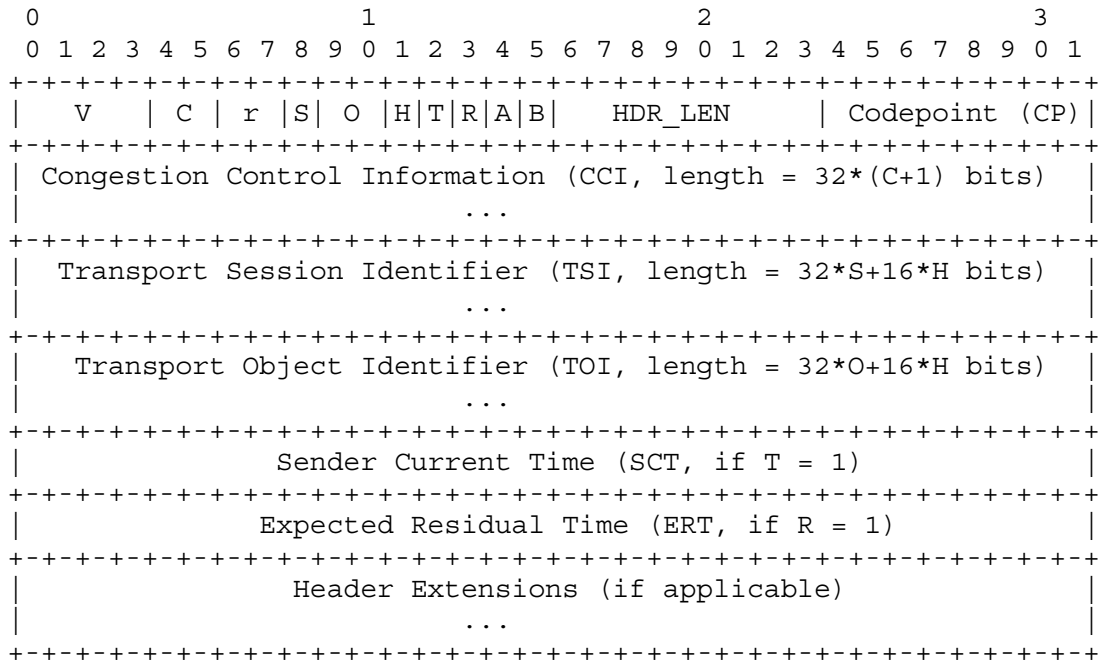 0                   1                   2                   3
 0 1 2 3 4 5 6 7 8 9 0 1 2 3 4 5 6 7 8 9 0 1 2 3 4 5 6 7 8 9 0 1
+-+-+-+-+-+-+-+-+-+-+-+-+-+-+-+-+-+-+-+-+-+-+-+-+-+-+-+-+-+-+-+-+
|   V   | C | r |S| O |H|T|R|A|B|   HDR_LEN     | Codepoint (CP)|
+-+-+-+-+-+-+-+-+-+-+-+-+-+-+-+-+-+-+-+-+-+-+-+-+-+-+-+-+-+-+-+-+
| Congestion Control Information (CCI, length = 32*(C+1) bits)  |
|                          ...                                  |
+-+-+-+-+-+-+-+-+-+-+-+-+-+-+-+-+-+-+-+-+-+-+-+-+-+-+-+-+-+-+-+-+
|  Transport Session Identifier (TSI, length = 32*S+16*H bits)  |
|                          ...                                  |
+-+-+-+-+-+-+-+-+-+-+-+-+-+-+-+-+-+-+-+-+-+-+-+-+-+-+-+-+-+-+-+-+
|   Transport Object Identifier (TOI, length = 32*O+16*H bits)  |
|                          ...                                  |
+-+-+-+-+-+-+-+-+-+-+-+-+-+-+-+-+-+-+-+-+-+-+-+-+-+-+-+-+-+-+-+-+
|               Sender Current Time (SCT, if T = 1)             |
+-+-+-+-+-+-+-+-+-+-+-+-+-+-+-+-+-+-+-+-+-+-+-+-+-+-+-+-+-+-+-+-+
|              Expected Residual Time (ERT, if R = 1)           |
+-+-+-+-+-+-+-+-+-+-+-+-+-+-+-+-+-+-+-+-+-+-+-+-+-+-+-+-+-+-+-+-+
|                Header Extensions (if applicable)              |
|                          ...                                  |
+-+-+-+-+-+-+-+-+-+-+-+-+-+-+-+-+-+-+-+-+-+-+-+-+-+-+-+-+-+-+-+-+